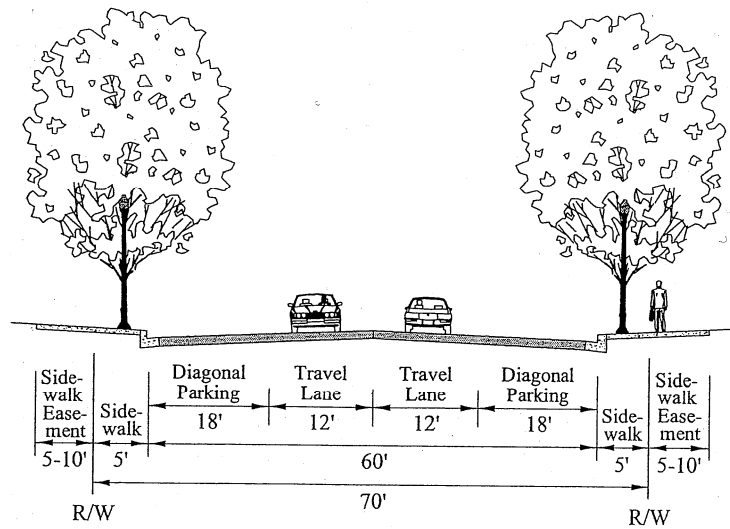 Side-
walk
Ease-
ment
5-10'
Side-
walk
5'
Diagonal
Parking
18'
Travel
Lane
12'
Travel
Lane
12'
Diagonal
Parking
18'
Side-
walk
5'
Side-
walk
Ease-
ment
5-10'
60'
70'
R/W
R/W